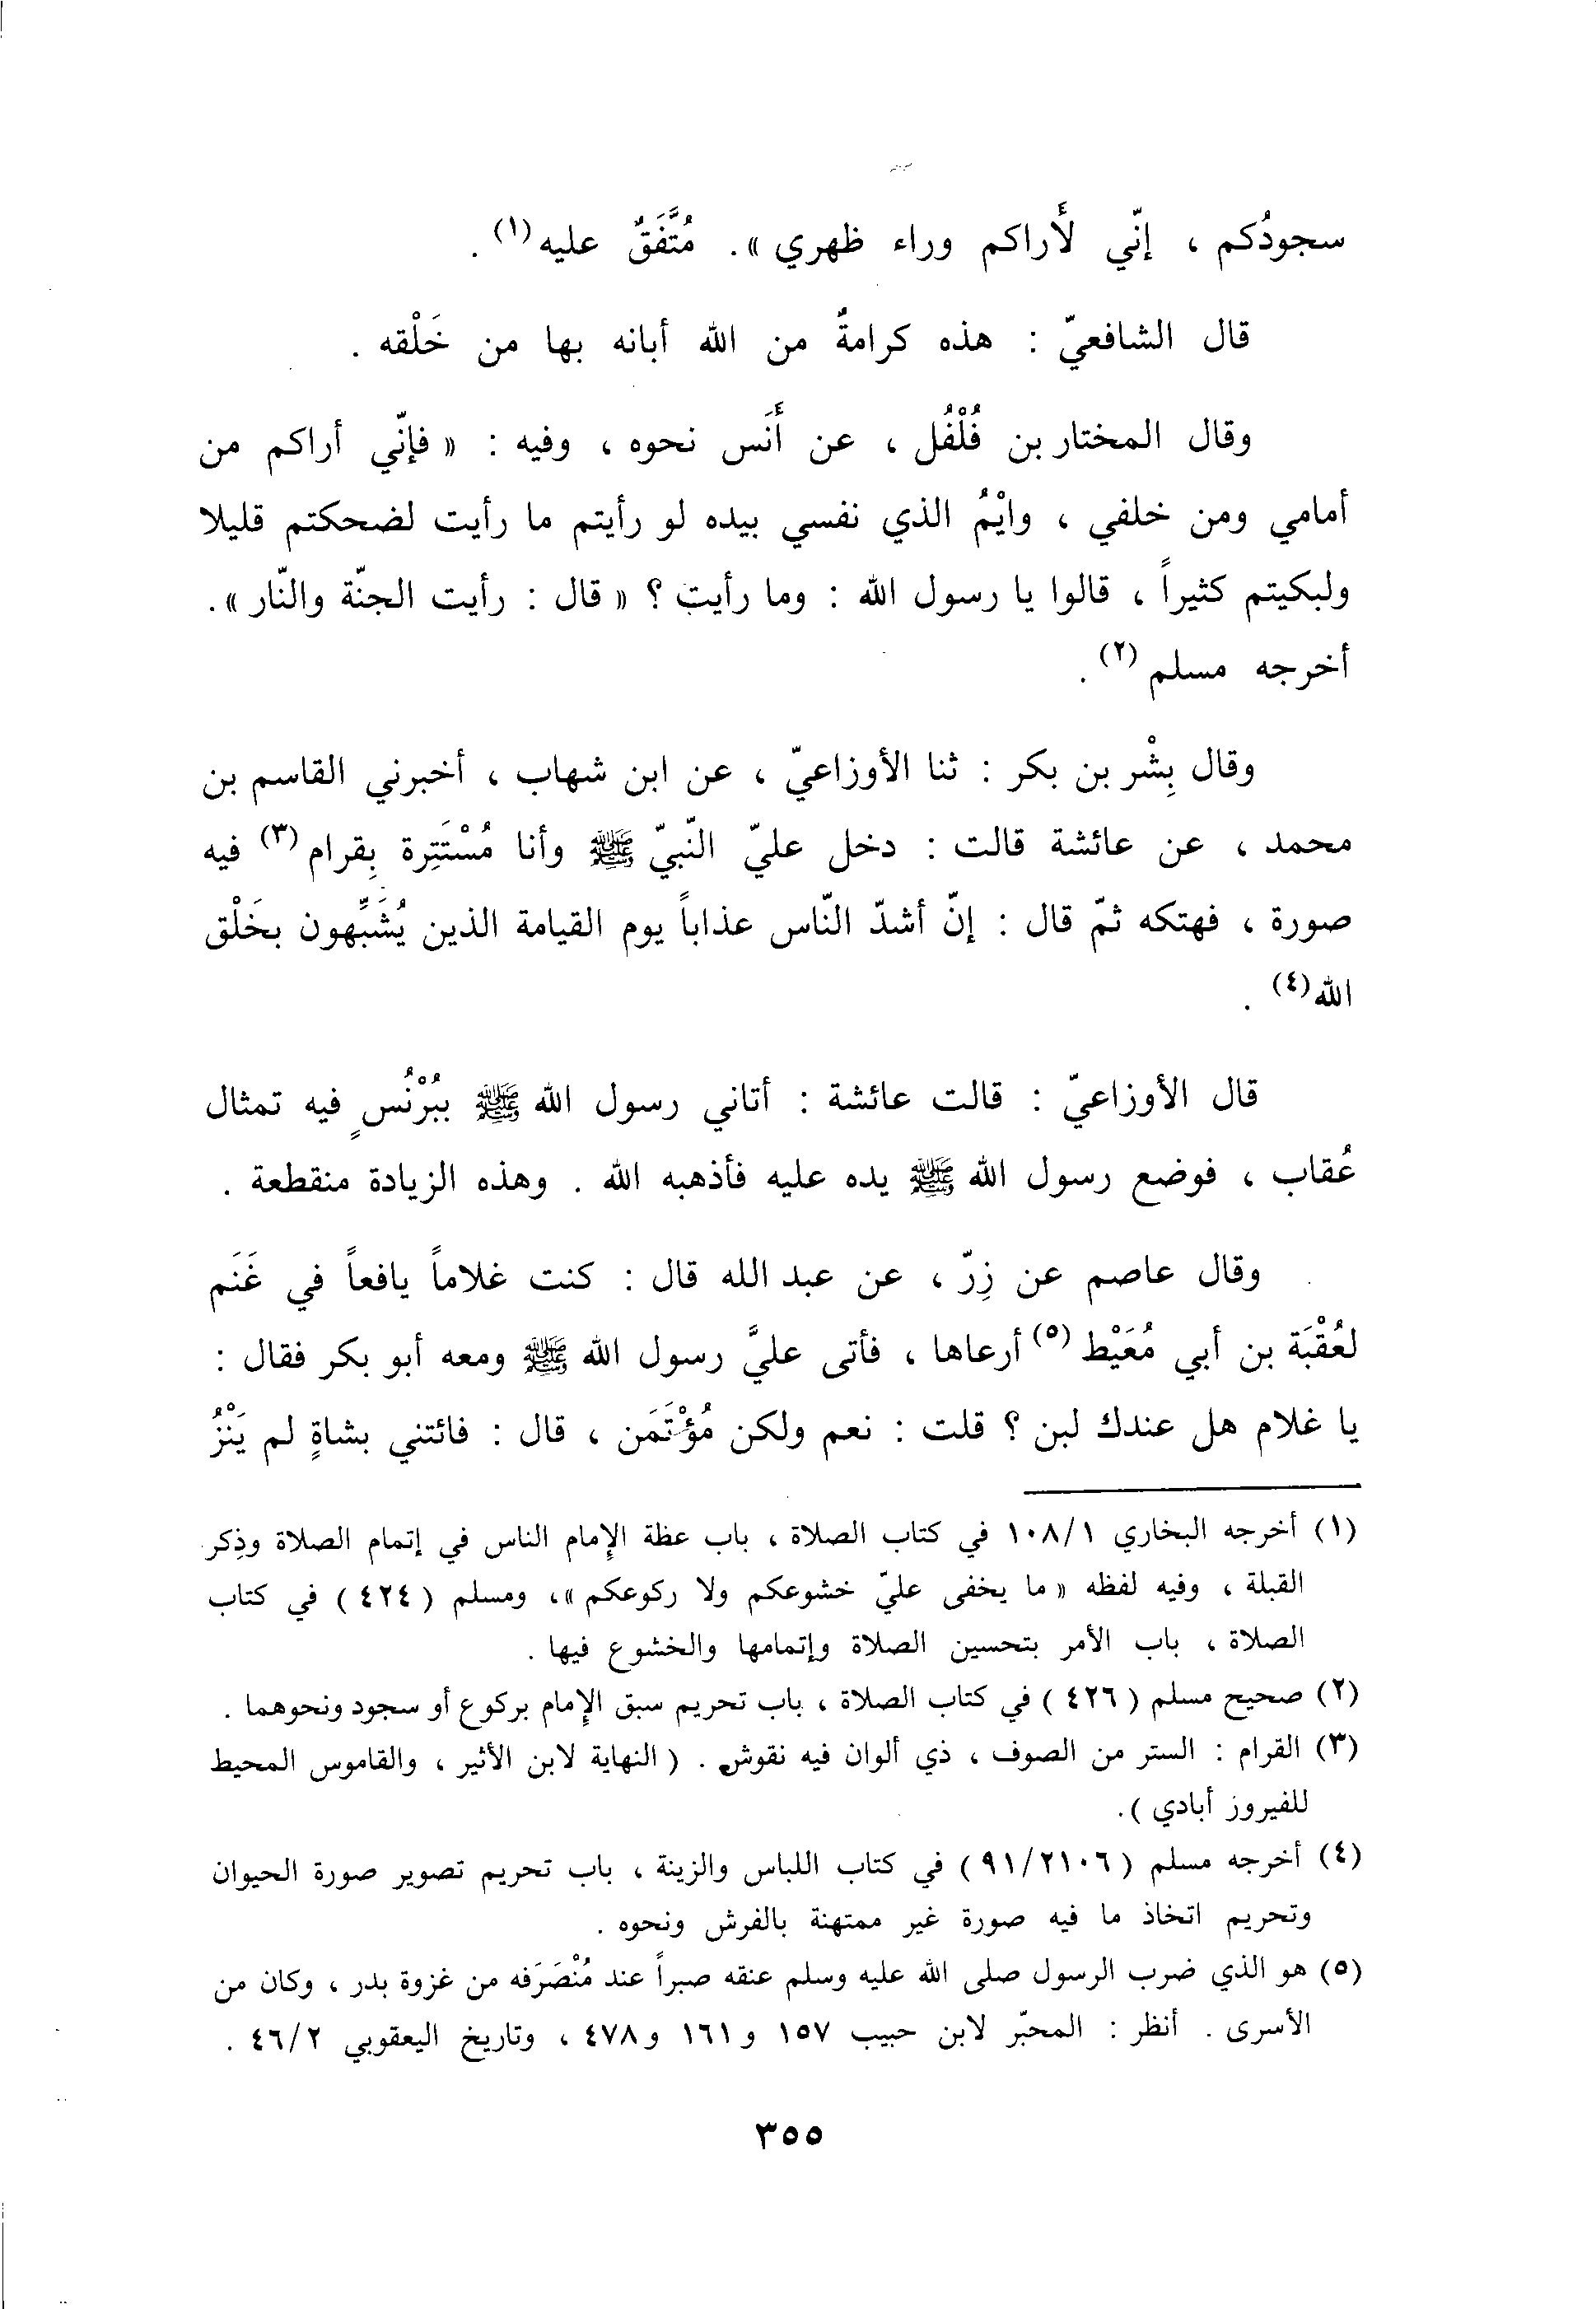 سجودُكم ، إنّي لَأراكم وراء ظهري » . مُتَّفَقٌ عليه(١) .
قال الشافعيّ : هذه كرامةٌ من الله أبانه بها من خَلْقه .
وقال المختار بن فُلْفُل ، عن أَنَس نحوه ، وفيه : « فإنّي أراكم من
أمامي ومن خلفي ، وايْمُ الذي نفسي بيده لو رأيتم ما رأيت لضحكتم قليلا
ولبكيتم كثيراً ، قالوا يا رسول الله : وما رأيت ؟ « قال : رأيت الجنّة والنّار » .
أخرجه مسلم(٢) .
وقال بِشْر بن بكر : ثنا الأوزاعيّ ، عن ابن شهاب ، أخبرني القاسم بن
محمد ، عن عائشة قالت : دخل عليّ النّبيّ ﷺ وأنا مُسْتَتِرة بِقرام(٣) فيه
صورة ، فهتكه ثمّ قال : إنّ أشدّ النّاس عذاباً يوم القيامة الذين يُشَبِّهون بخَلْق
الله(٤) .
قال الأوزاعيّ : قالت عائشة : أتاني رسول الله ﷺ ببُرْنُسٍ فيه تمثال
عُقاب ، فوضع رسول الله ﷺ يده عليه فأذهبه الله . وهذه الزيادة منقطعة .
وقال عاصم عن زِرّ ، عن عبد الله قال : كنت غلاماً يافعاً في غَنَم
لعُقْبَة بن أبي مُعَيْط(٥) أرعاها ، فأتى عليَّ رسول الله ﷺ ومعه أبو بكر فقال :
يا غلام هل عندك لبن ؟ قلت : نعم ولكن مُؤْتَمَن ، قال : فائتني بشاةٍ لم يَنْزُ
(١) أخرجه البخاري ١٠٨/١ في كتاب الصلاة ، باب عظة الإمام الناس في إتمام الصلاة وذِكر
القبلة ، وفيه لفظه « ما يخفى عليّ خشوعكم ولا ركوعكم » ، ومسلم ( ٤٢٤ ) في كتاب
الصلاة ، باب الأمر بتحسين الصلاة وإتمامها والخشوع فيها .
(٢) صحيح مسلم ( ٤٢٦ ) في كتاب الصلاة ، باب تحريم سبق الإمام بركوع أو سجود ونحوهما .
(٣) القرام : الستر من الصوف ، ذي ألوان فيه نقوش . ( النهاية لابن الأثير ، والقاموس المحيط
للفيروز أبادي ) .
(٤) أخرجه مسلم ( ٩١/٢١٠٦ ) في كتاب اللباس والزينة ، باب تحريم تصوير صورة الحيوان
وتحريم اتخاذ ما فيه صورة غير ممتهنة بالفرش ونحوه .
(٥) هو الذي ضرب الرسول صلى الله عليه وسلم عنقه صبراً عند مُنْصَرَفه من غزوة بدر ، وكان من
الأسرى . أنظر : المحبّر لابن حبيب ١٥٧ و١٦١ و٤٧٨ ، وتاريخ اليعقوبي ٤٦/٢ .
٣٥٥